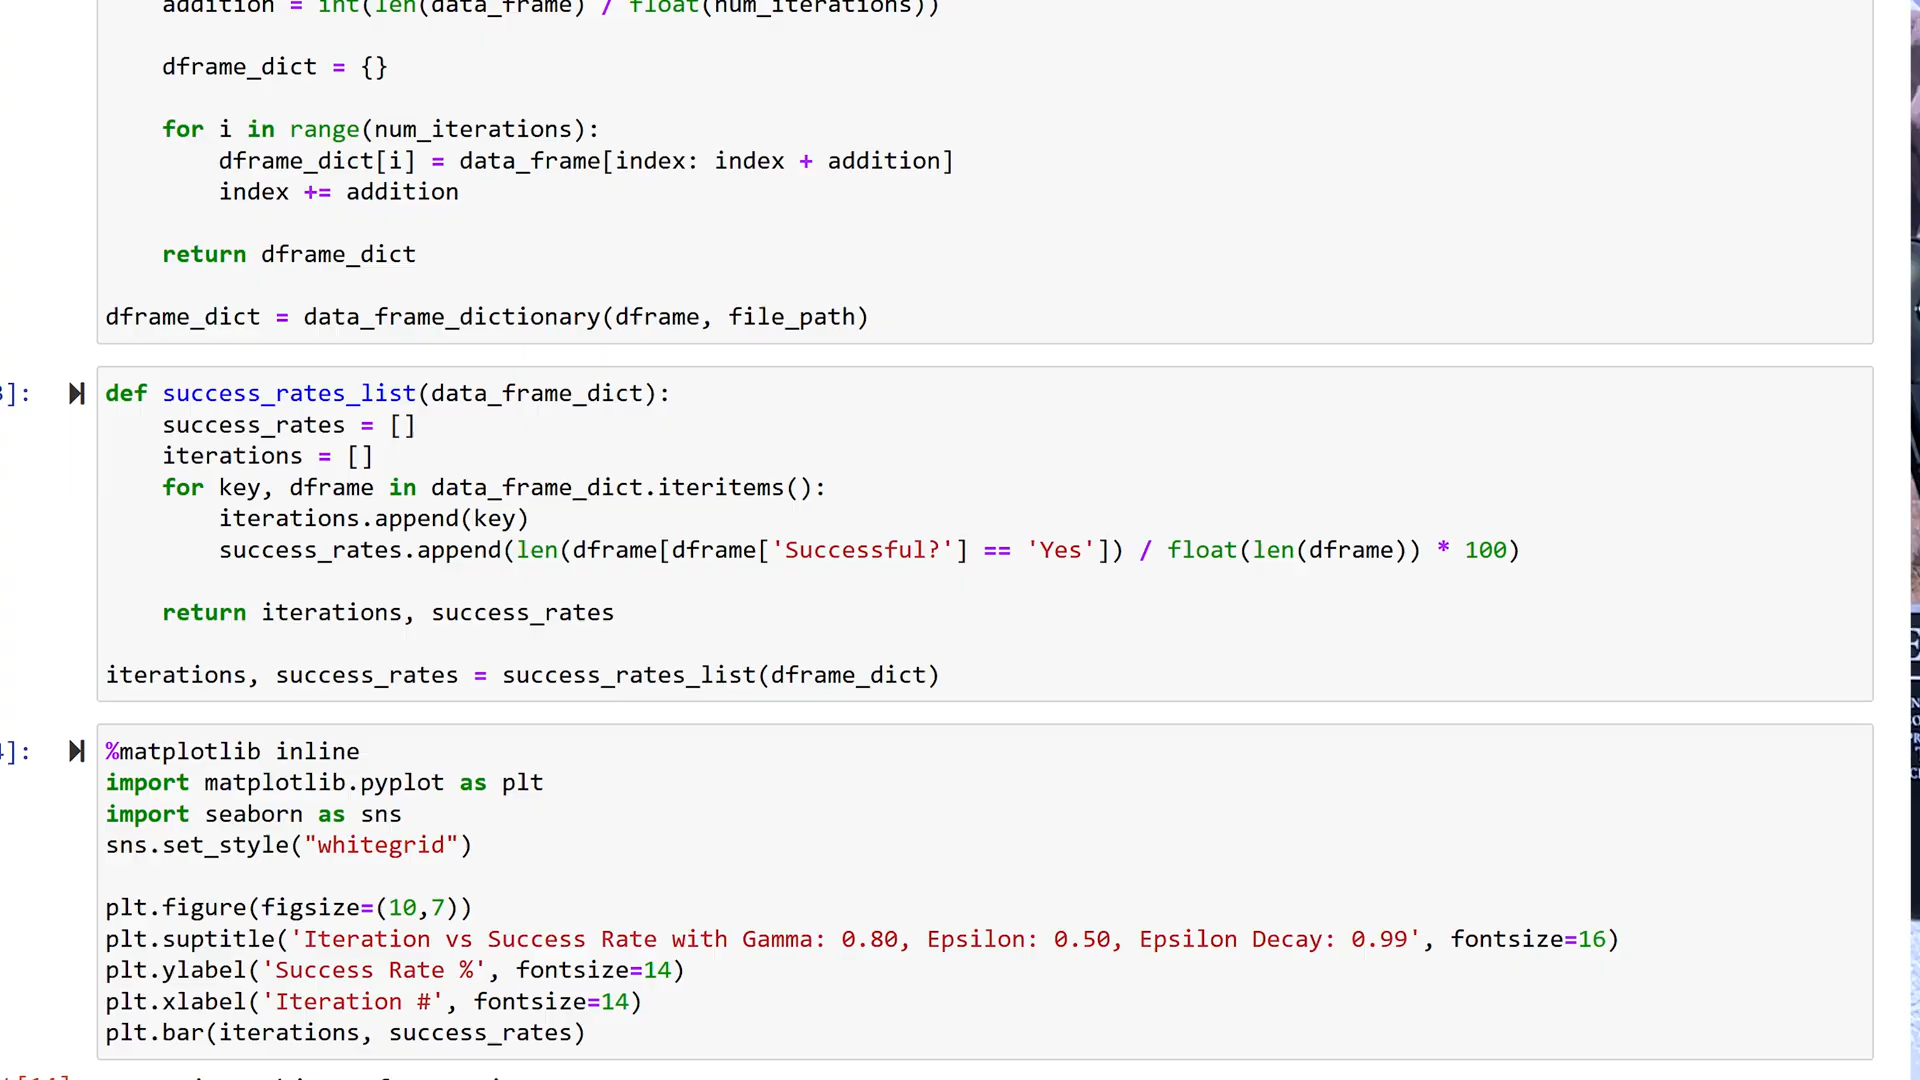 addition = int(len(data_frame) / float(num_iterations))
dframe_dict = {}
for i in range(num_iterations):
dframe_dict[i] = data_frame[index: index + addition]
index += addition
return dframe_dict
dframe_dict = data_frame_dictionary(dframe, file_path)
]:
def success_rates_list(data_frame_dict):
success_rates = []
iterations = []
for key, dframe in data_frame_dict.iteritems():
iterations.append(key)
success_rates.append(len(dframe[dframe['Successful?'] == 'Yes']) / float(len(dframe)) * 100)
return iterations, success_rates
iterations, success_rates = success_rates_list(dframe_dict)
]:
%matplotlib inline
import matplotlib.pyplot as plt
import seaborn as sns
sns.set_style("whitegrid")
plt.figure(figsize=(10,7))
plt.suptitle('Iteration vs Success Rate with Gamma: 0.80, Epsilon: 0.50, Epsilon Decay: 0.99', fontsize=16)
plt.ylabel('Success Rate %', fontsize=14)
plt.xlabel('Iteration #', fontsize=14)
plt.bar(iterations, success_rates)